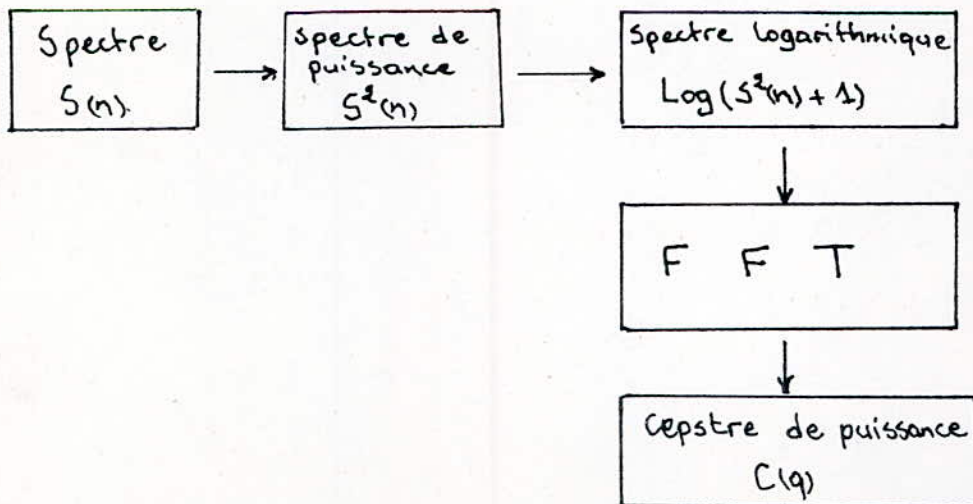 Spectre
S(n).
Spectre de
puissance
S²(n)
Spectre logarithmique
Log(S²(n) + 1)
F F T
Cepstre de puissance
C(q)